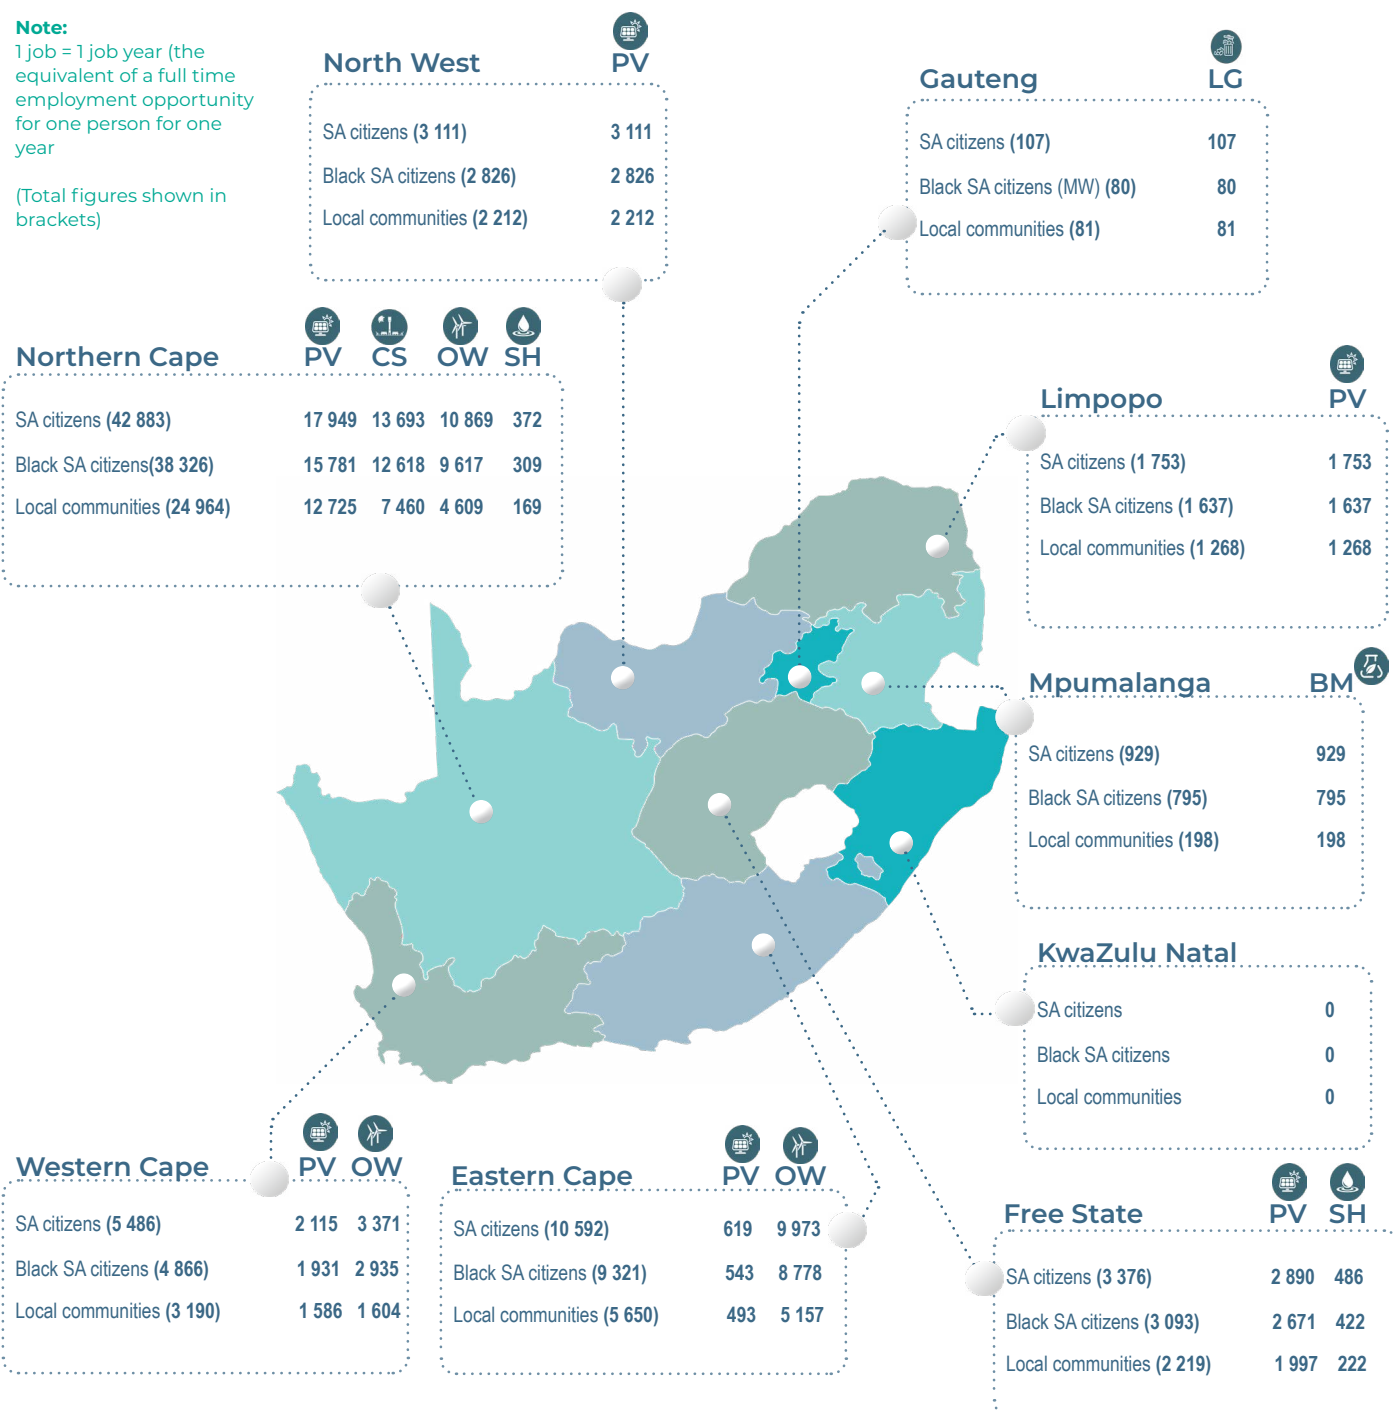 Note:
1 job = 1 job year (the
equivalent of a full time
employment opportunity
for one person for one
year
(Total figures shown in
brackets)
North West PV
SA citizens (3 111) 3 111
Black SA citizens (2 826) 2 826
Local communities (2 212) 2 212
Gauteng LG
SA citizens (107) 107
Black SA citizens (MW) (80) 80
Local communities (81) 81
Northern Cape PV CS OW SH
SA citizens (42 883) 17 949 13 693 10 869 372
Black SA citizens(38 326) 15 781 12 618 9 617 309
Local communities (24 964) 12 725 7 460 4 609 169
Limpopo PV
SA citizens (1 753) 1 753
Black SA citizens (1 637) 1 637
Local communities (1 268) 1 268
Mpumalanga BM
SA citizens (929) 929
Black SA citizens (795) 795
Local communities (198) 198
KwaZulu Natal
SA citizens 0
Black SA citizens 0
Local communities 0
Western Cape PV OW
SA citizens (5 486) 2 115 3 371
Black SA citizens (4 866) 1 931 2 935
Local communities (3 190) 1 586 1 604
Eastern Cape PV OW
SA citizens (10 592) 619 9 973
Black SA citizens (9 321) 543 8 778
Local communities (5 650) 493 5 157
Free State PV SH
SA citizens (3 376) 2 890 486
Black SA citizens (3 093) 2 671 422
Local communities (2 219) 1 997 222